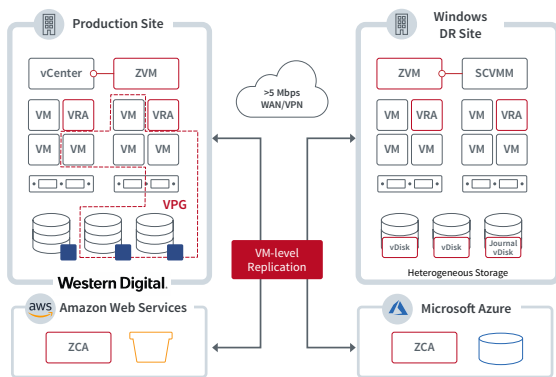 Production Site
vCenter
ZVM
VM
VRA
VM
VRA
VM
VM
VM
VM
VPG
Western Digital.
>5 Mbps
WAN/VPN
VM-level
Replication
Windows
DR Site
ZVM
SCVMM
VM
VRA
VM
VRA
VM
VM
VM
VM
vDisk
vDisk
Journal
vDisk
Heterogeneous Storage
aws
Amazon Web Services
ZCA
Microsoft Azure
ZCA